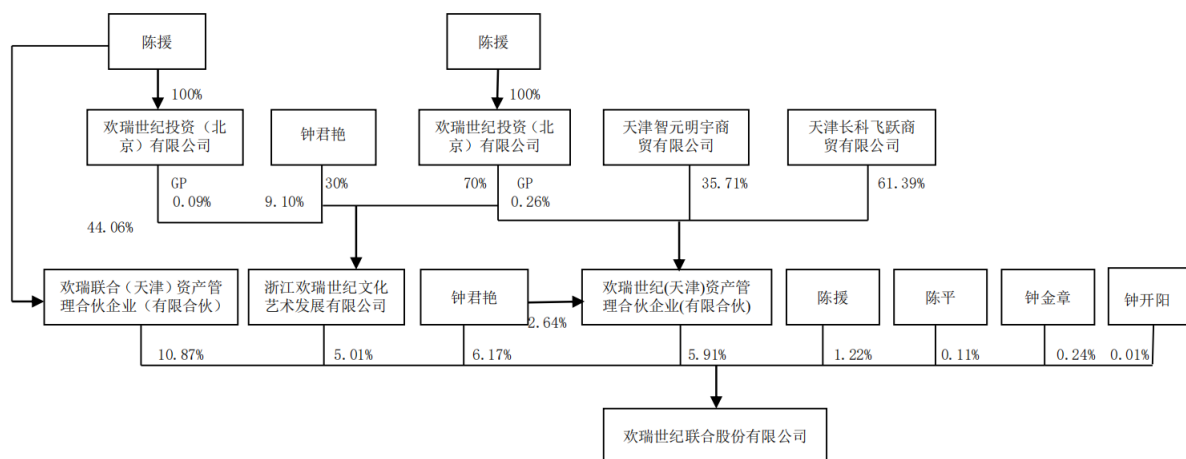 陈援
陈援
100%
100%
欢瑞世纪投资（北
京）有限公司
钟君艳
欢瑞世纪投资（北
京）有限公司
天津智元明宇商
贸有限公司
天津长科飞跃商
贸有限公司
GP
0.09%
9.10%
30%
70%
GP
0.26%
35.71%
61.39%
44.06%
欢瑞联合（天津）资产管
理合伙企业（有限合伙）
浙江欢瑞世纪文化
艺术发展有限公司
钟君艳
2.64%
欢瑞世纪(天津)资产管
理合伙企业(有限合伙)
陈援
陈平
钟金章
钟开阳
10.87%
5.01%
6.17%
5.91%
1.22%
0.11%
0.24%
0.01%
欢瑞世纪联合股份有限公司